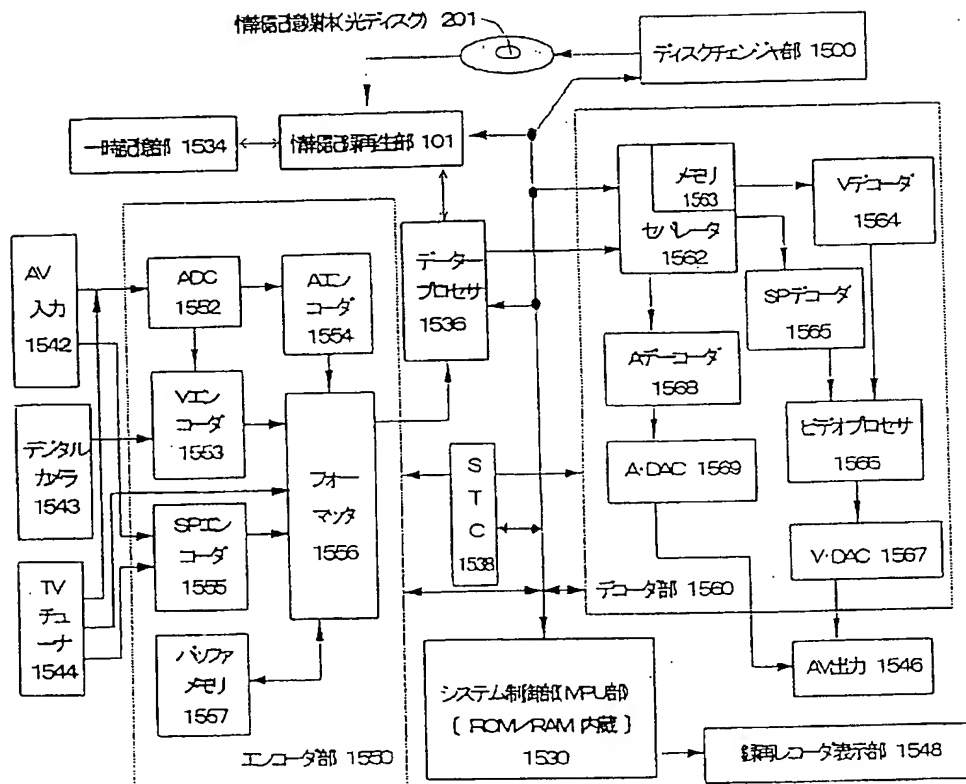 情報記憶媒体(光ディスク) 201
ディスクチェンジャ部 1500
一時記憶部 1534
情報記録再生部 101
メモリ
1563
セパレータ
1562
Vデコーダ
1564
AV
入力
1542
ADC
1552
Aエン
コーダ
1554
データー
プロセサ
1536
SPデコーダ
1565
Vエン
コーダ
1553
Aデーコーダ
1568
デジタル
カメラ
1543
フォー
マッタ
1556
S
T
C
1538
A・DAC 1569
ビデオプロセサ
1566
SPエン
コーダ
1555
V・DAC 1567
TV
チュ
ーナ
1544
デコーダ部 1560
バッファ
メモリ
1557
システム制御部(MPU部)
[ ROM/RAM 内蔵 ]
1530
AV出力 1546
エンコーダ部 1550
録再レコーダ表示部 1548